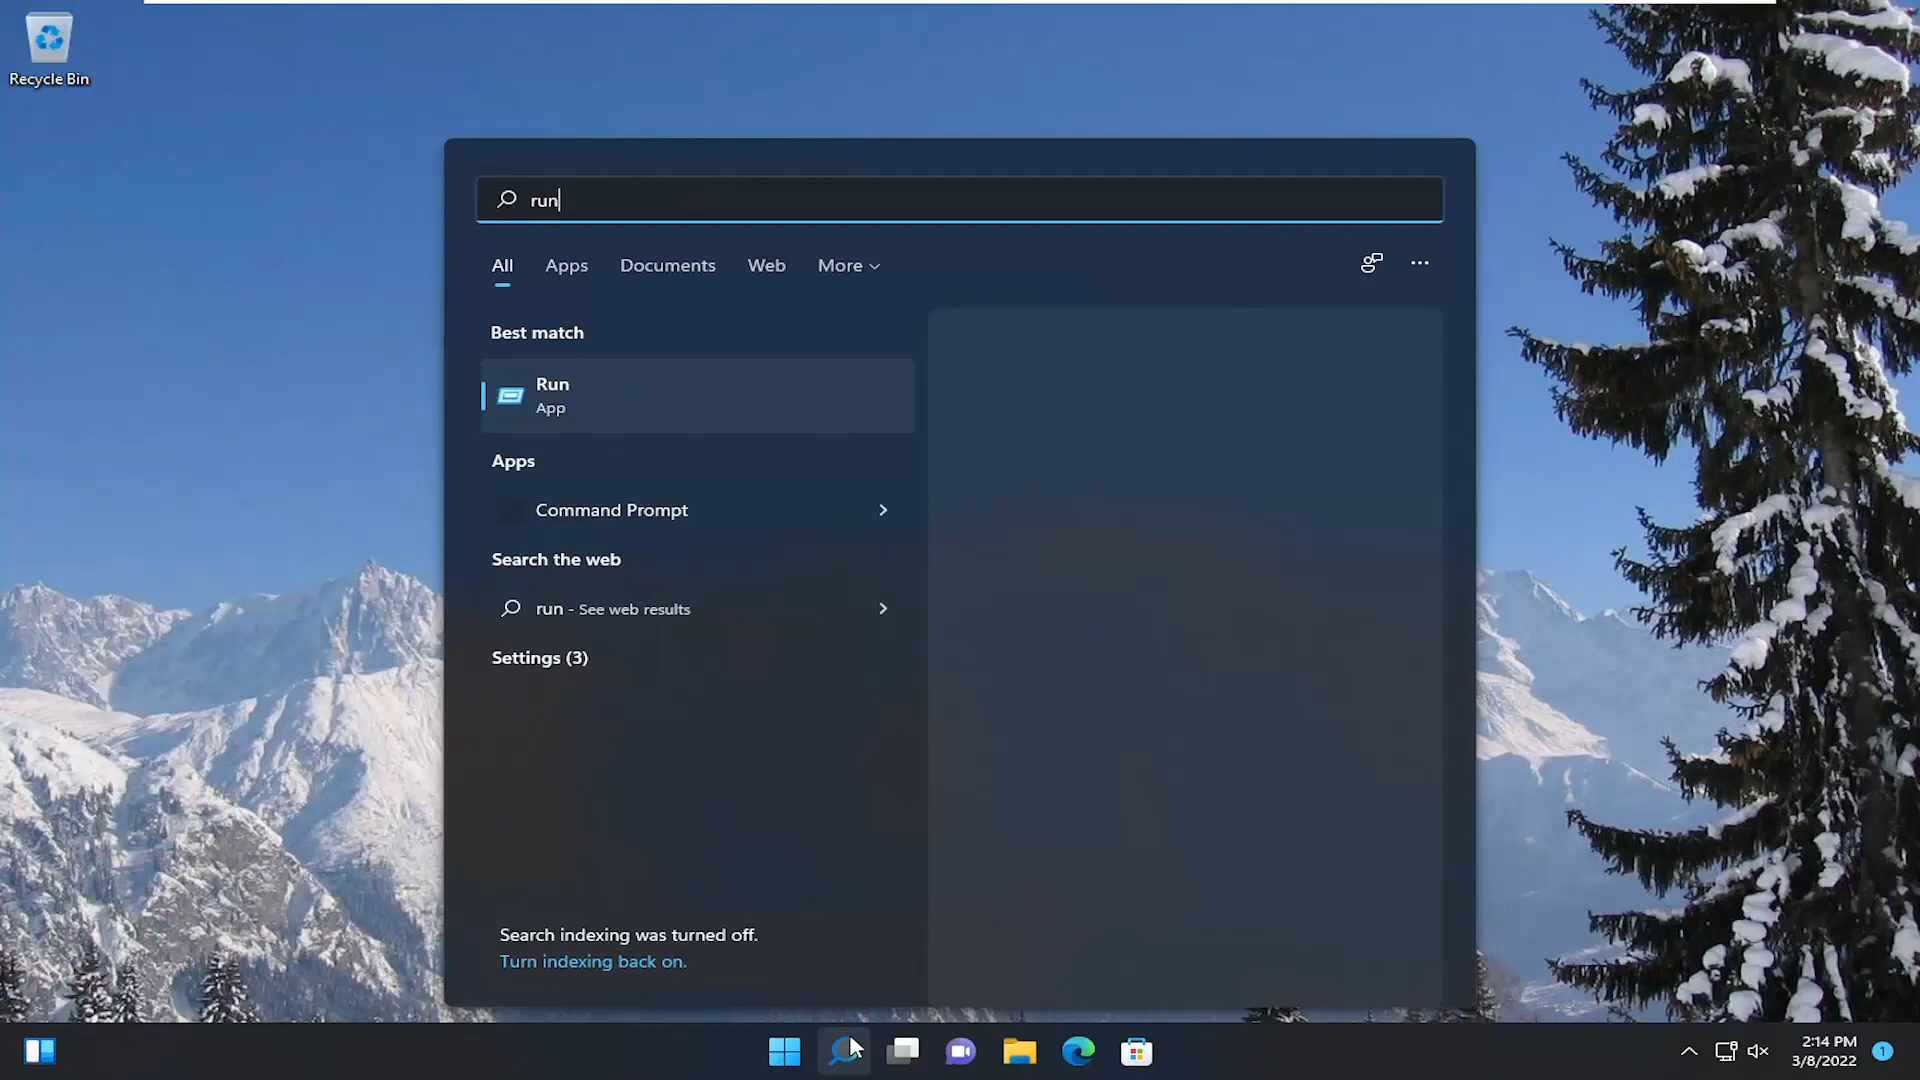 Recycle Bin
run
All Apps Documents Web More
Best match
Run
App
Apps
Command Prompt
Search the web
run - See web results
Settings (3)
Search indexing was turned off.
Turn indexing back on.
2:14 PM
3/8/2022
1